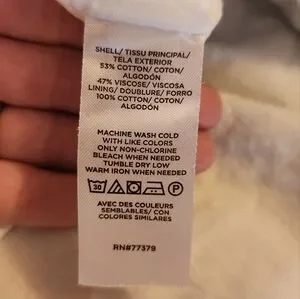 SHELL/ TISSU PRINCIPAL/
TELA EXTERIOR
53% COTTON/ COTON/
ALGODÓN
47% VISCOSE/ VISCOSA
LINING/ DOUBLURE/ FORRO
100% COTTON/ COTON/
ALGODÓN
MACHINE WASH COLD
WITH LIKE COLORS
ONLY NON-CHLORINE
BLEACH WHEN NEEDED
TUMBLE DRY LOW
WARM IRON WHEN NEEDED
30 P
AVEC DES COULEURS
SEMBLABLES/ CON
COLORES SIMILARES
RN#77379